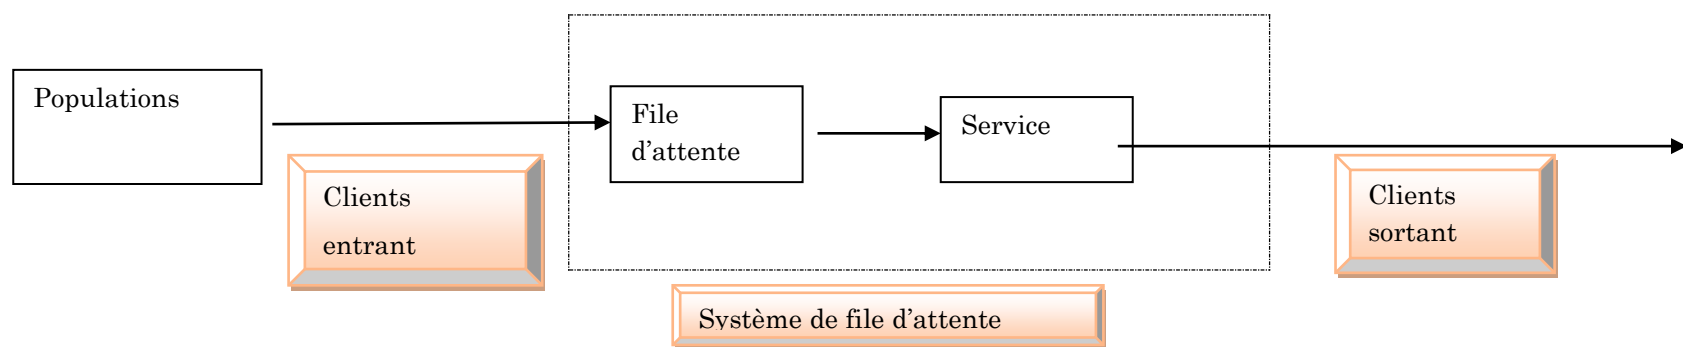 Populations
File
d'attente
Service
Clients
entrant
Clients
sortant
Système de file d'attente